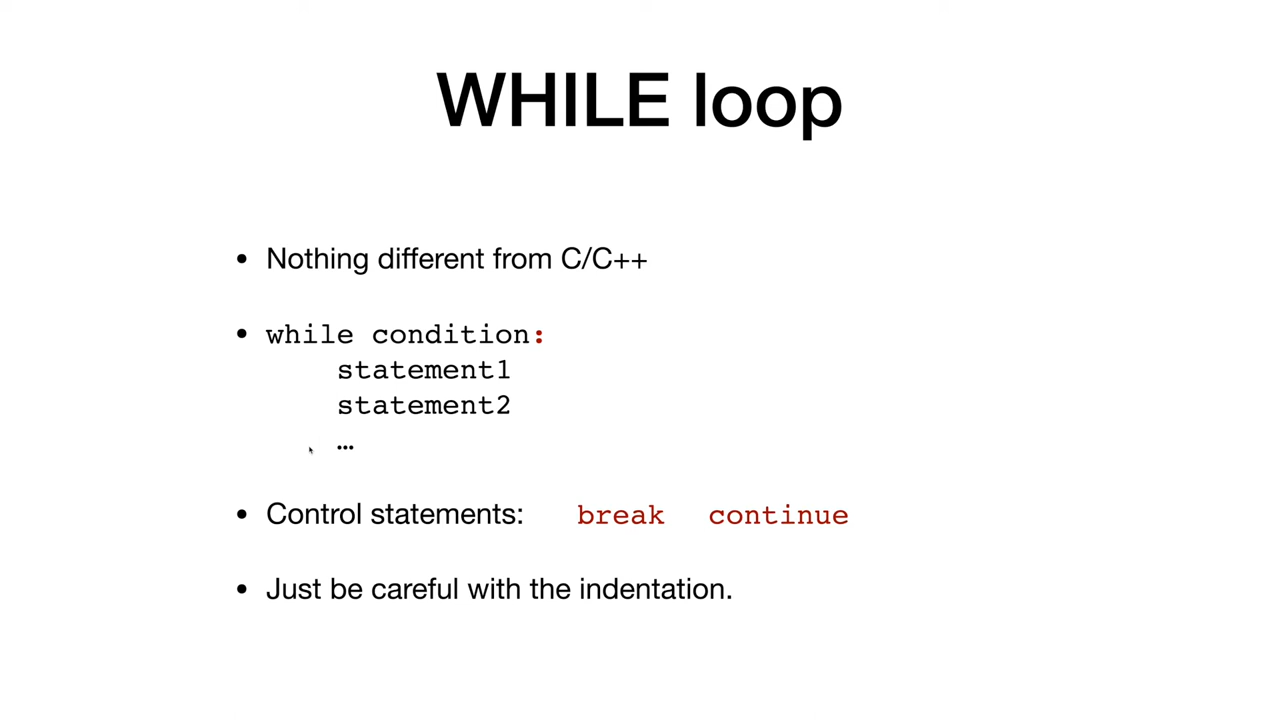 WHILE loop
• Nothing different from C/C++
• while condition:
statement1
statement2
…
• Control statements: break continue
• Just be careful with the indentation.